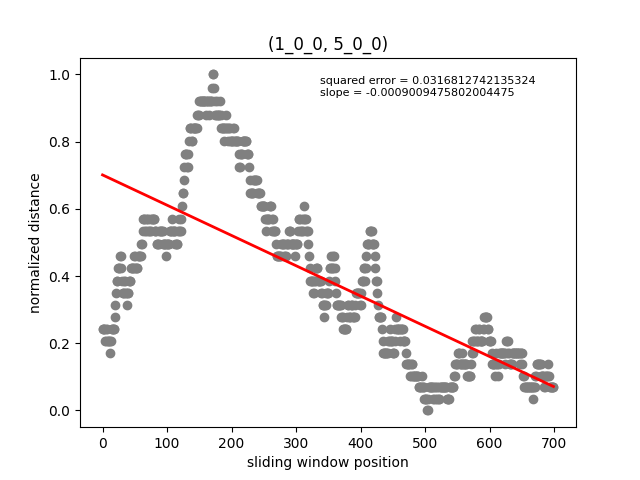 (1_0_0, 5_0_0)
squared error = 0.0316812742135324
slope = -0.0009009475802004475
normalized distance
1.0
0.8
0.6
0.4
0.2
0.0
0 100 200 300 400 500 600 700
sliding window position